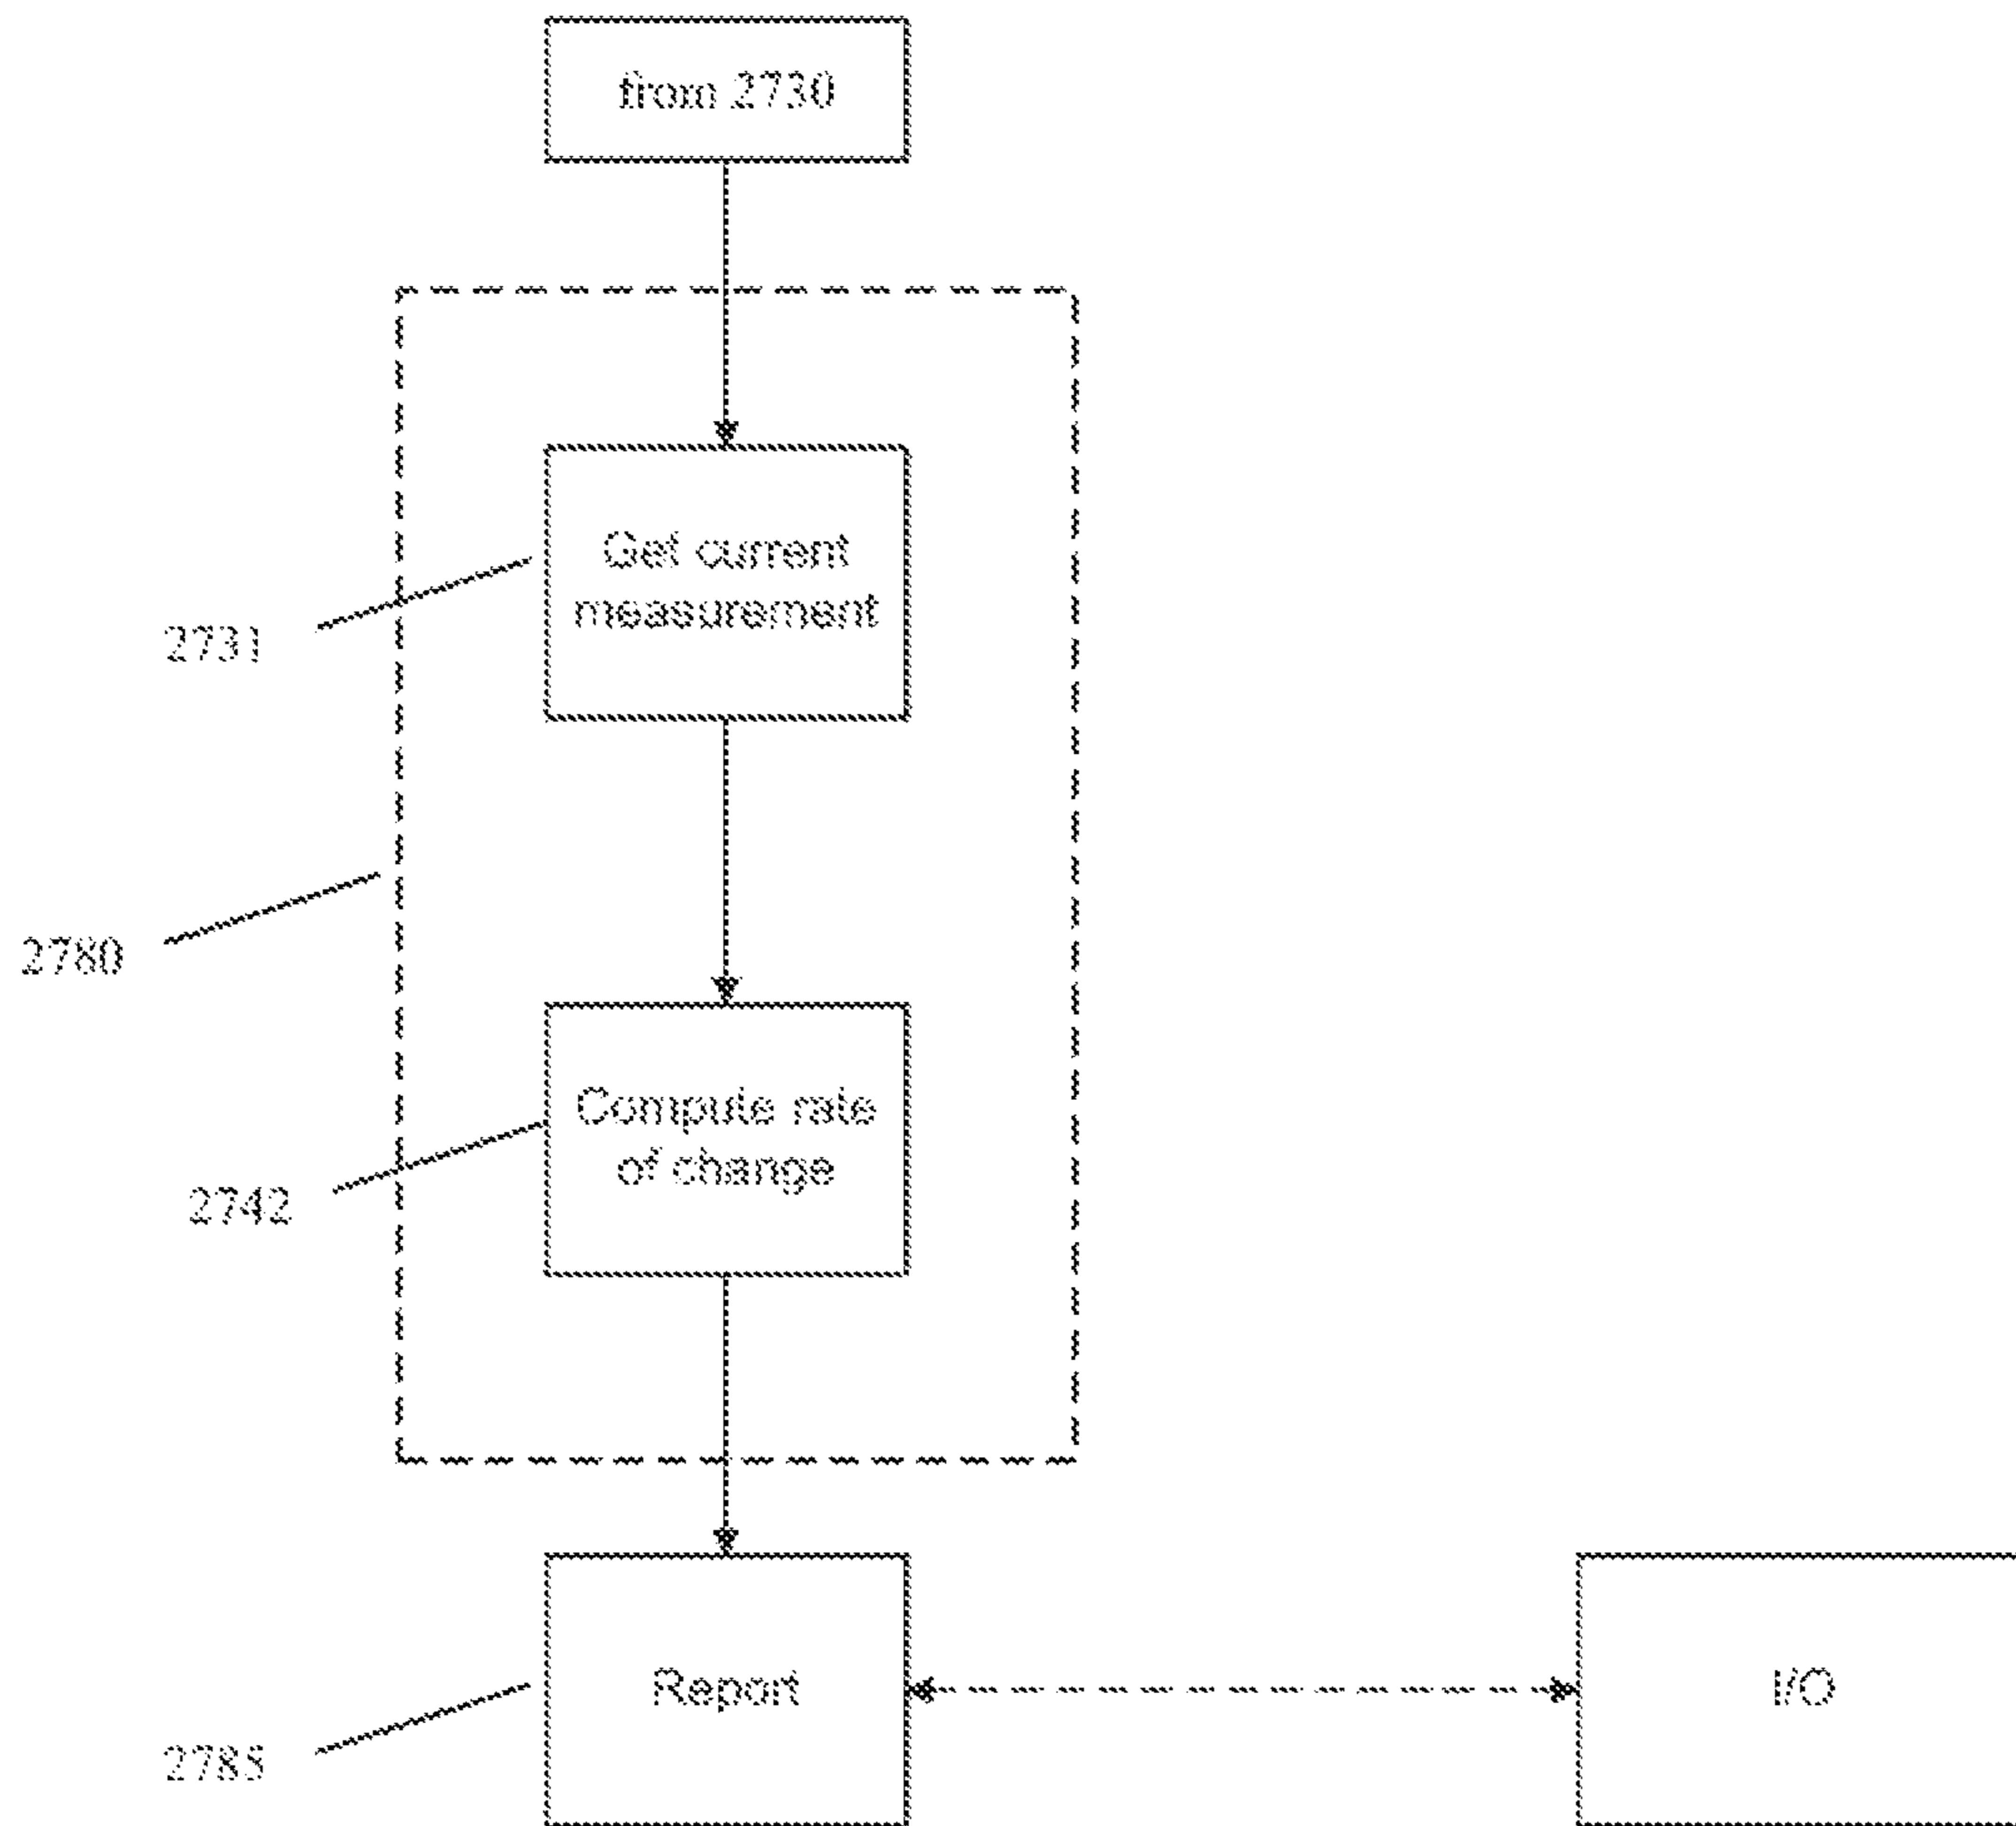 from 2730
Get current
measurement
2731
2780
Compute rate
of change
2742
Report
I/O
2785